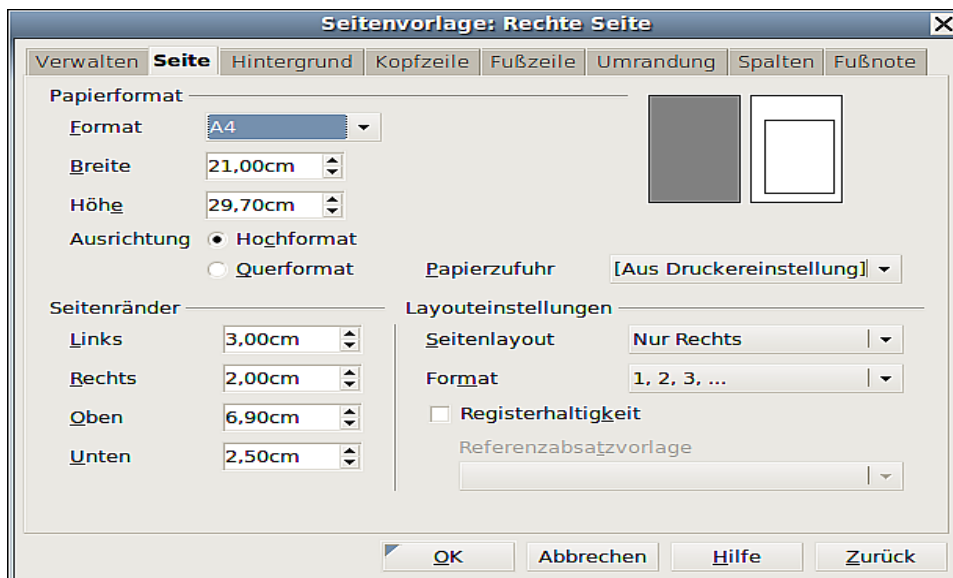 Seitenvorlage: Rechte Seite
Verwalten Seite Hintergrund Kopfzeile Fußzeile Umrandung Spalten Fußnote
Papierformat
Format A4
Breite 21,00cm
Höhe 29,70cm
Ausrichtung Hochformat
Querformat Papierzufuhr [Aus Druckereinstellung]
Seitenränder Layouteinstellungen
Links 3,00cm Seitenlayout Nur Rechts
Rechts 2,00cm Format 1, 2, 3, ...
Oben 6,90cm Registerhaltigkeit
Referenzabsatzvorlage
Unten 2,50cm
OK Abbrechen Hilfe Zurück